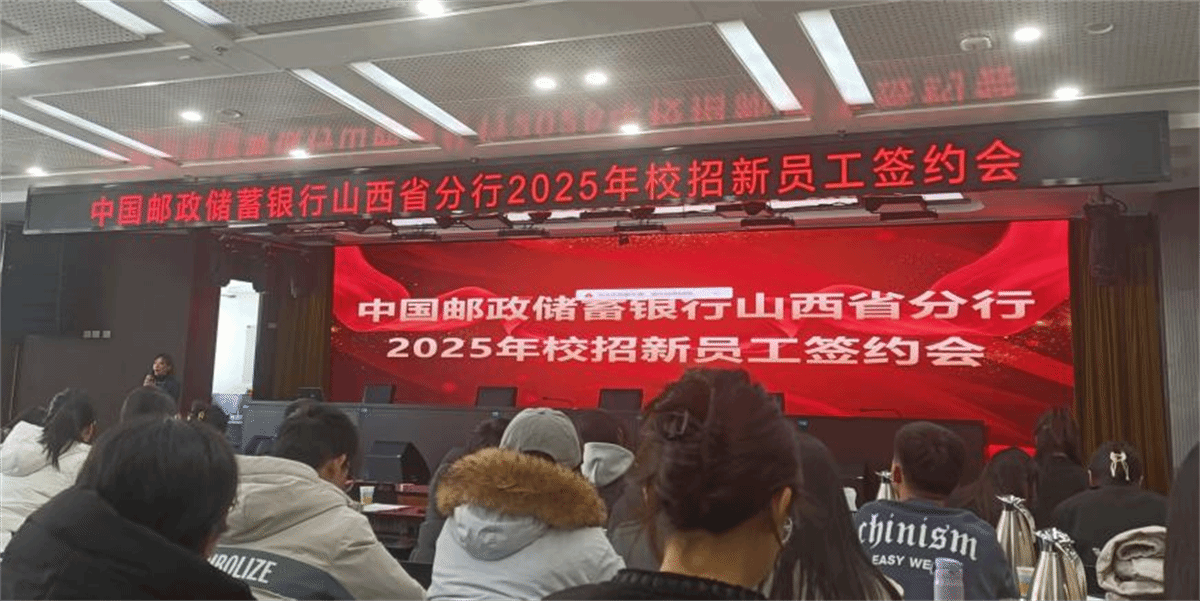 中国邮政储蓄银行山西省分行2025年校招新员工签约会
中国邮政储蓄银行山西省分行
2025年校招新员工签约会
chinism
EASY WE
MBOLIZE